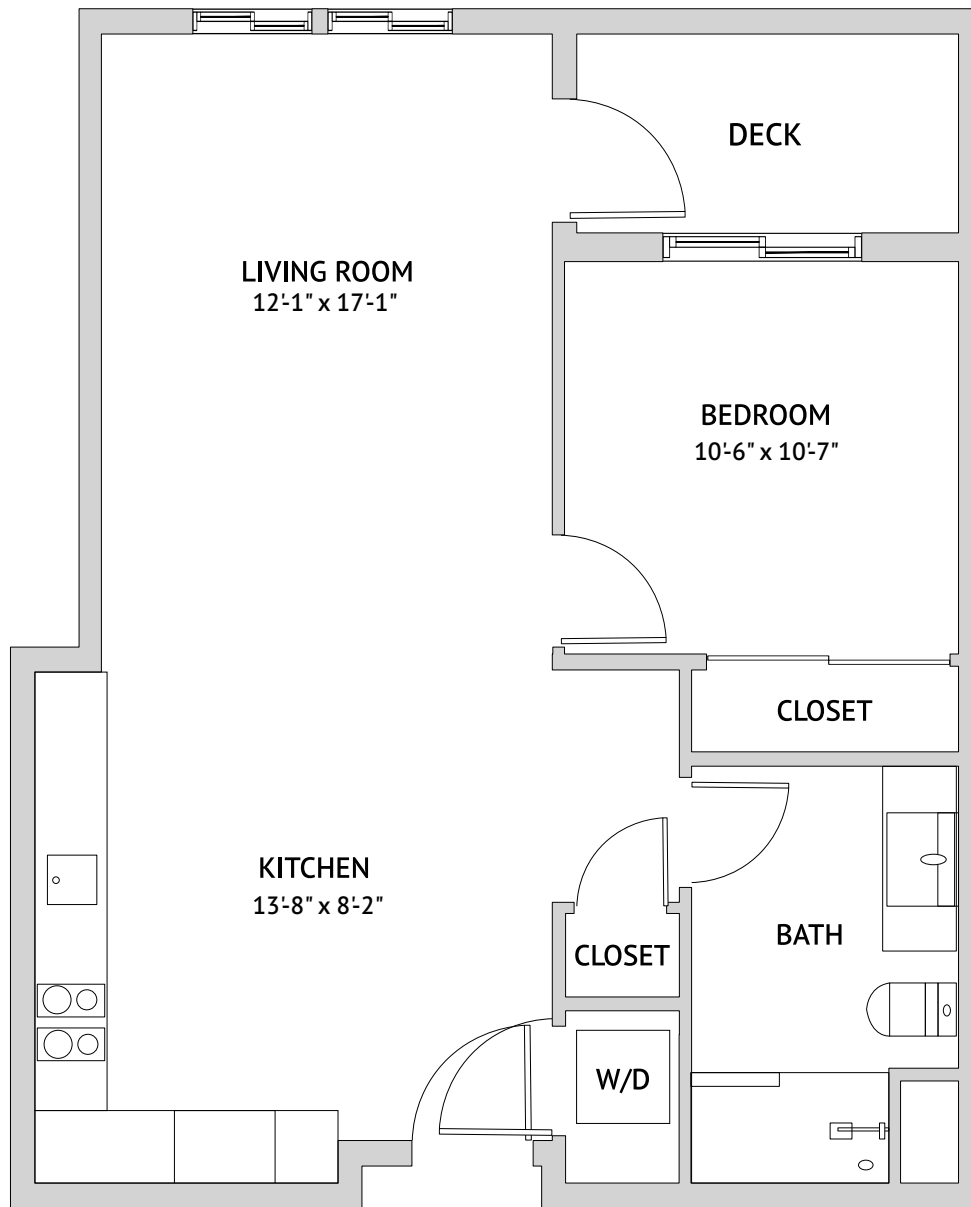 DECK
LIVING ROOM
12'-1" x 17'-1"
BEDROOM
10'-6" x 10'-7"
CLOSET
KITCHEN
13'-8" x 8'-2"
BATH
CLOSET
W/D